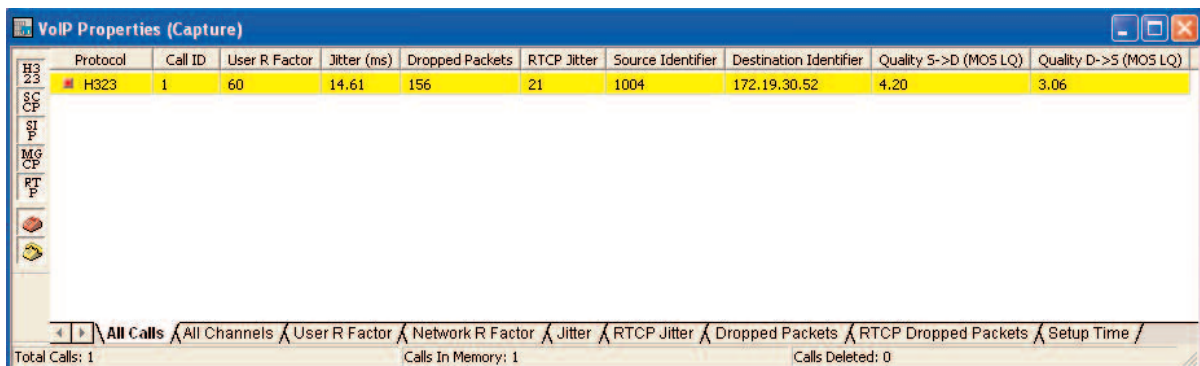 VoIP Properties (Capture)
Protocol Call ID User R Factor Jitter (ms) Dropped Packets RTCP Jitter Source Identifier Destination Identifier Quality S->D (MOS LQ) Quality D->S (MOS LQ)
H323 1 60 14.61 156 21 1004 172.19.30.52 4.20 3.06
H3
23
SC
CP
SI
P
MG
CP
RT
P
All Calls All Channels User R Factor Network R Factor Jitter RTCP Jitter Dropped Packets RTCP Dropped Packets Setup Time
Total Calls: 1 Calls In Memory: 1 Calls Deleted: 0